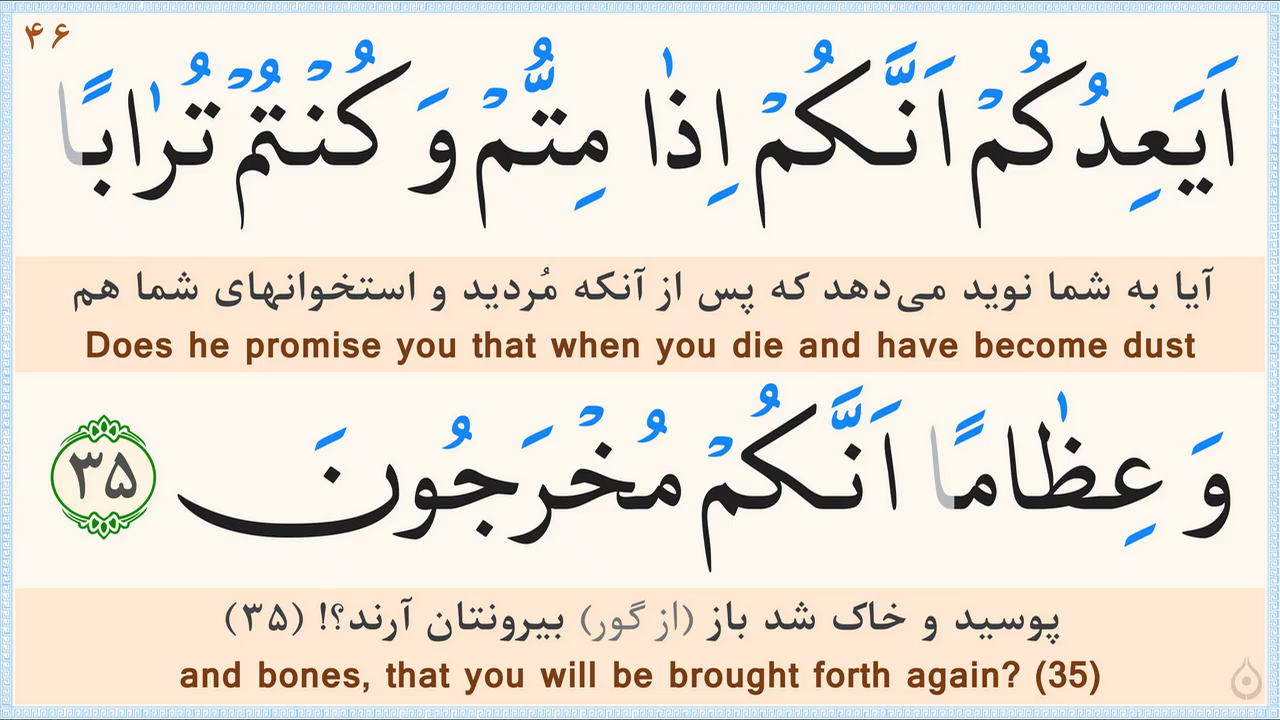 ۴۶
اَيَعِدُكُمْ اَنَّكُمْ اِذٰا مِتُّمْ وَ كُنْتُمْ تُرٰابًا
آیا به شما نوید می‌دهد که پس از آنکه مُردید و استخوانهای شما هم
Does he promise you that when you die and have become dust
وَ عِظٰامًا اَنَّكُمْ مُخْرَجُونَ ۳۵
پوسید و خاک شد باز (از گور) بیرونتان آرند؟! (۳۵)
and bones, that you will be brought forth again? (35)